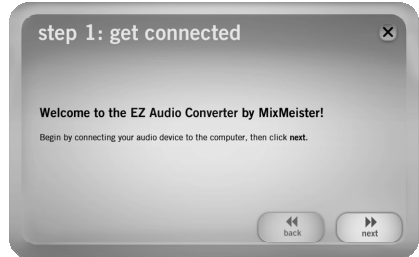 step 1: get connected
Welcome to the EZ Audio Converter by MixMeister!
Begin by connecting your audio device to the computer, then click next.
back
next